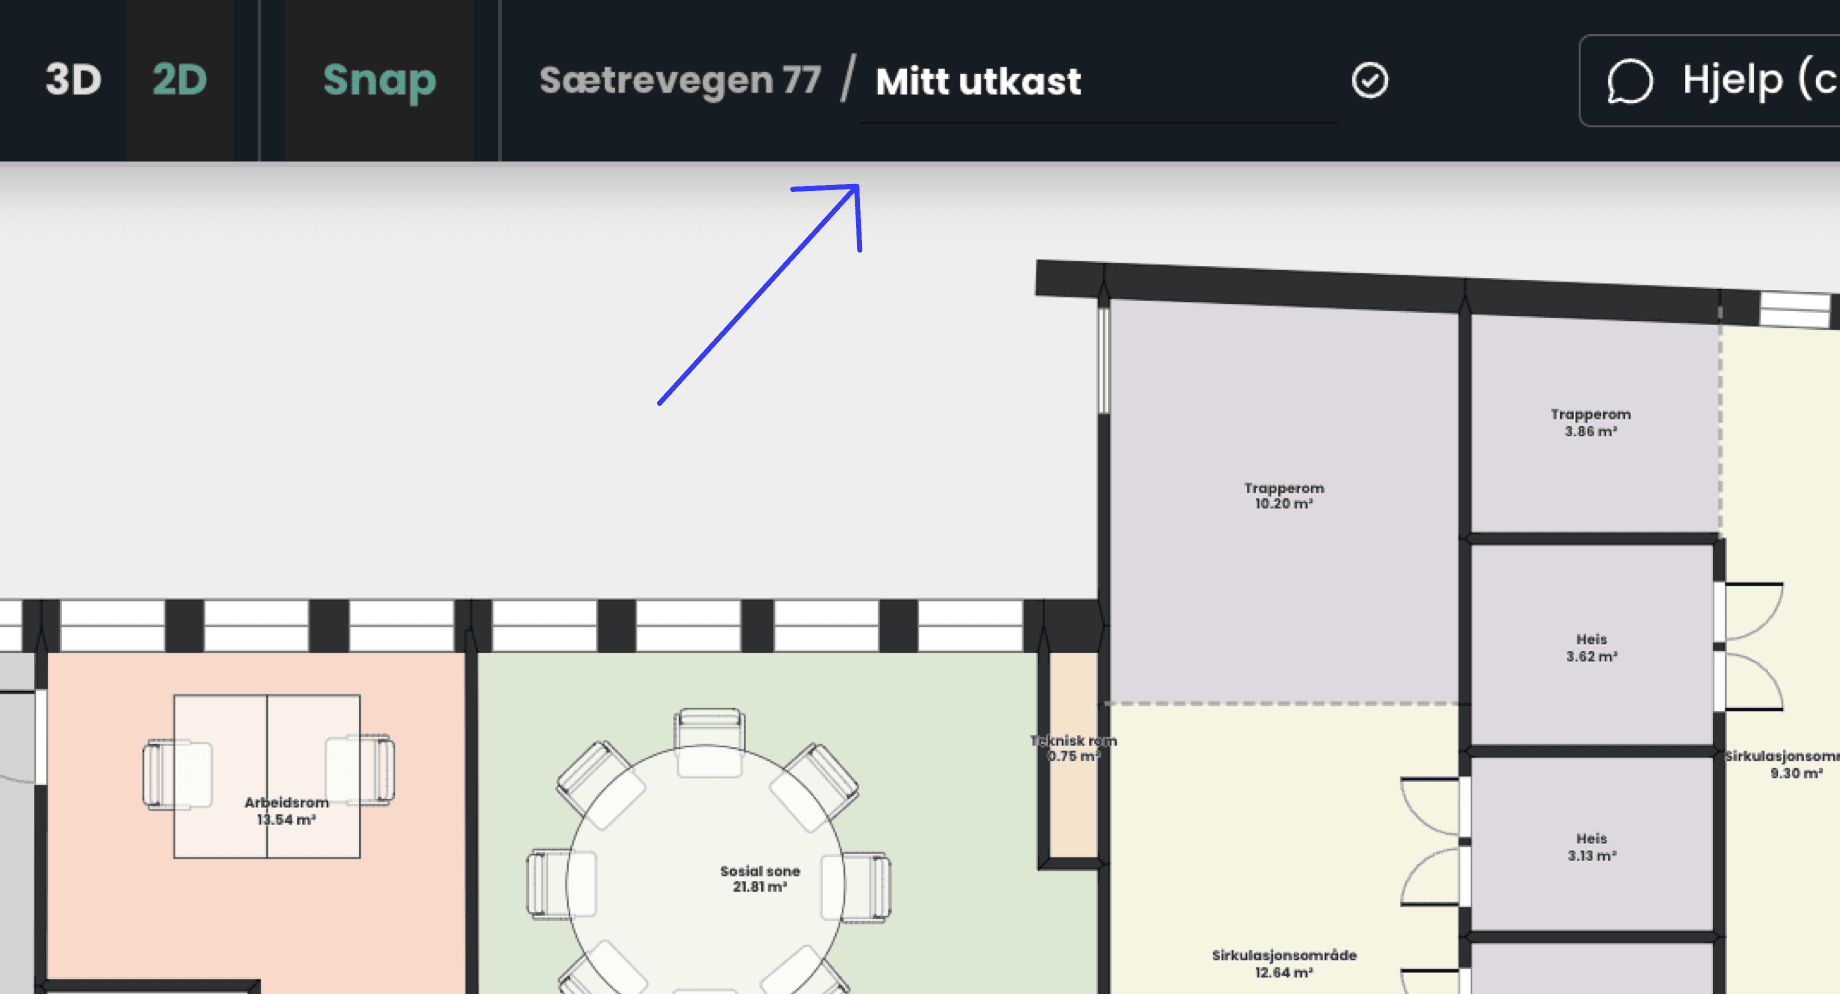 3D
2D
Snap
Sætrevegen 77 / Mitt utkast
Hjelp (c
Trapperom
3.86 m²
Trapperom
10.20 m²
Heis
3.62 m²
Teknisk rom
0.75 m²
Sirkulasjonsomr
9.30 m²
Arbeidsrom
13.54 m²
Heis
3.13 m²
Sosial sone
21.81 m²
Sirkulasjonsområde
12.64 m²